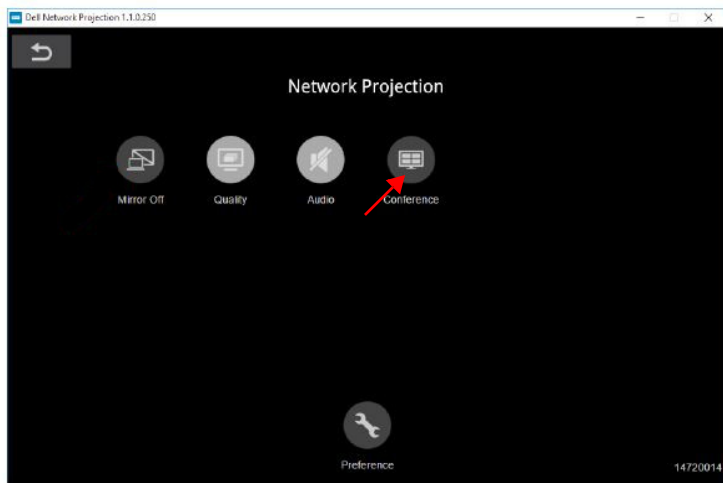 Dell Network Projection 1.1.0.250
Network Projection
Mirror Off
Quality
Audio
Conference
Preference
14720014